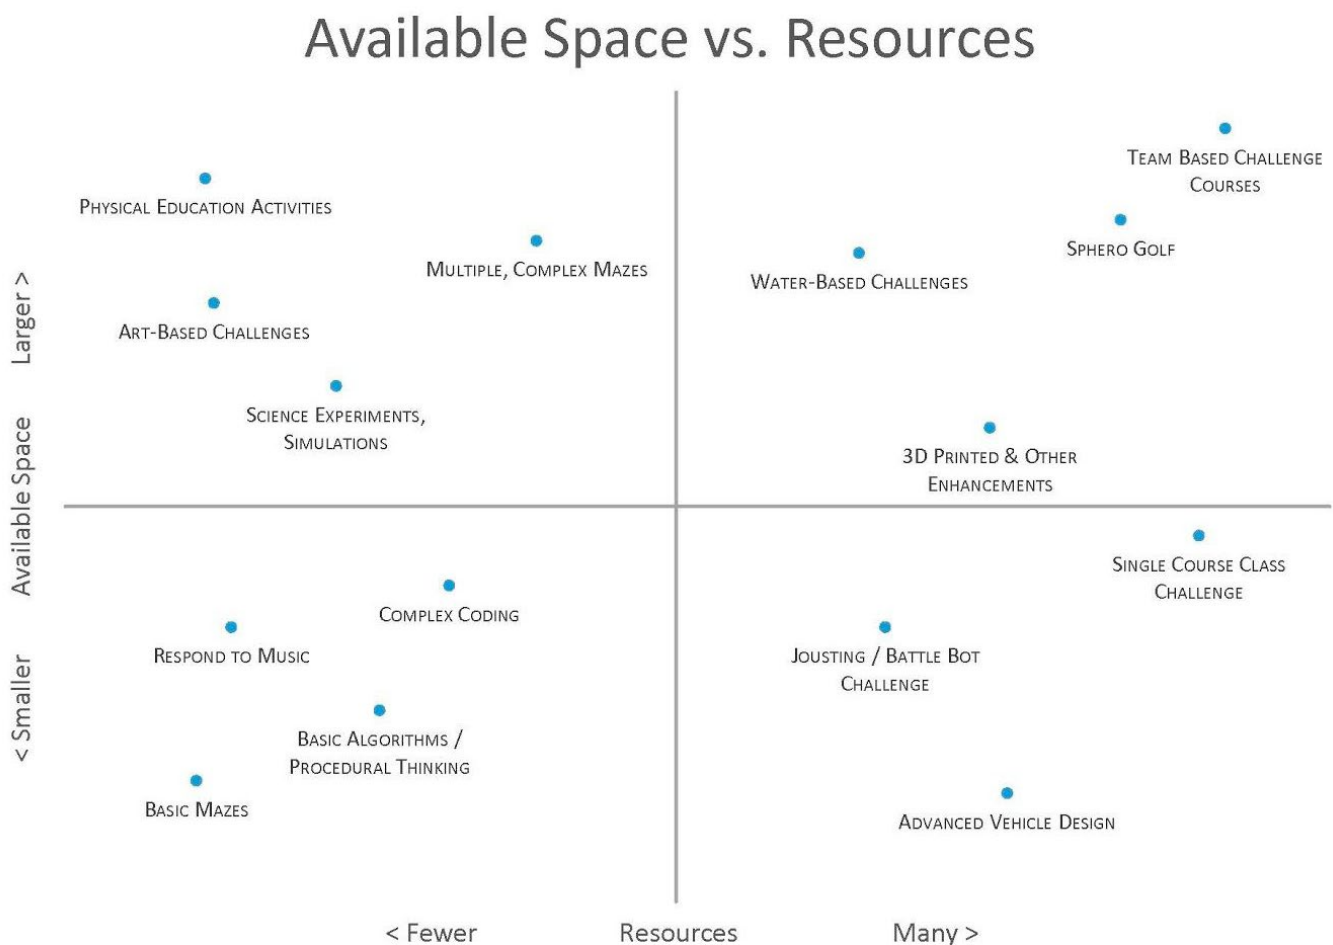 Available Space vs. Resources
Team Based Challenge
Courses
Physical Education Activities
Sphero Golf
Multiple, Complex Mazes
Water-Based Challenges
Art-Based Challenges
Science Experiments,
Simulations
3D Printed & Other
Enhancements
Single Course Class
Challenge
Complex Coding
Respond to Music
Jousting / Battle Bot
Challenge
Basic Algorithms /
Procedural Thinking
Basic Mazes
Advanced Vehicle Design
< Smaller
Available Space
Larger >
< Fewer
Resources
Many >